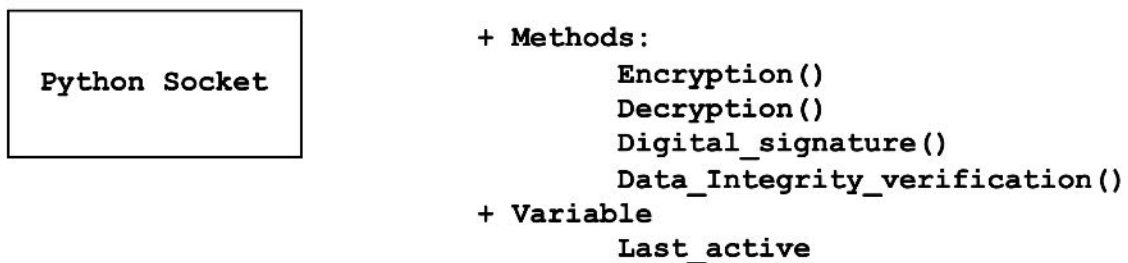 Python Socket
+ Methods:
Encryption()
Decryption()
Digital_signature()
Data_Integrity_verification()
+ Variable
Last_active